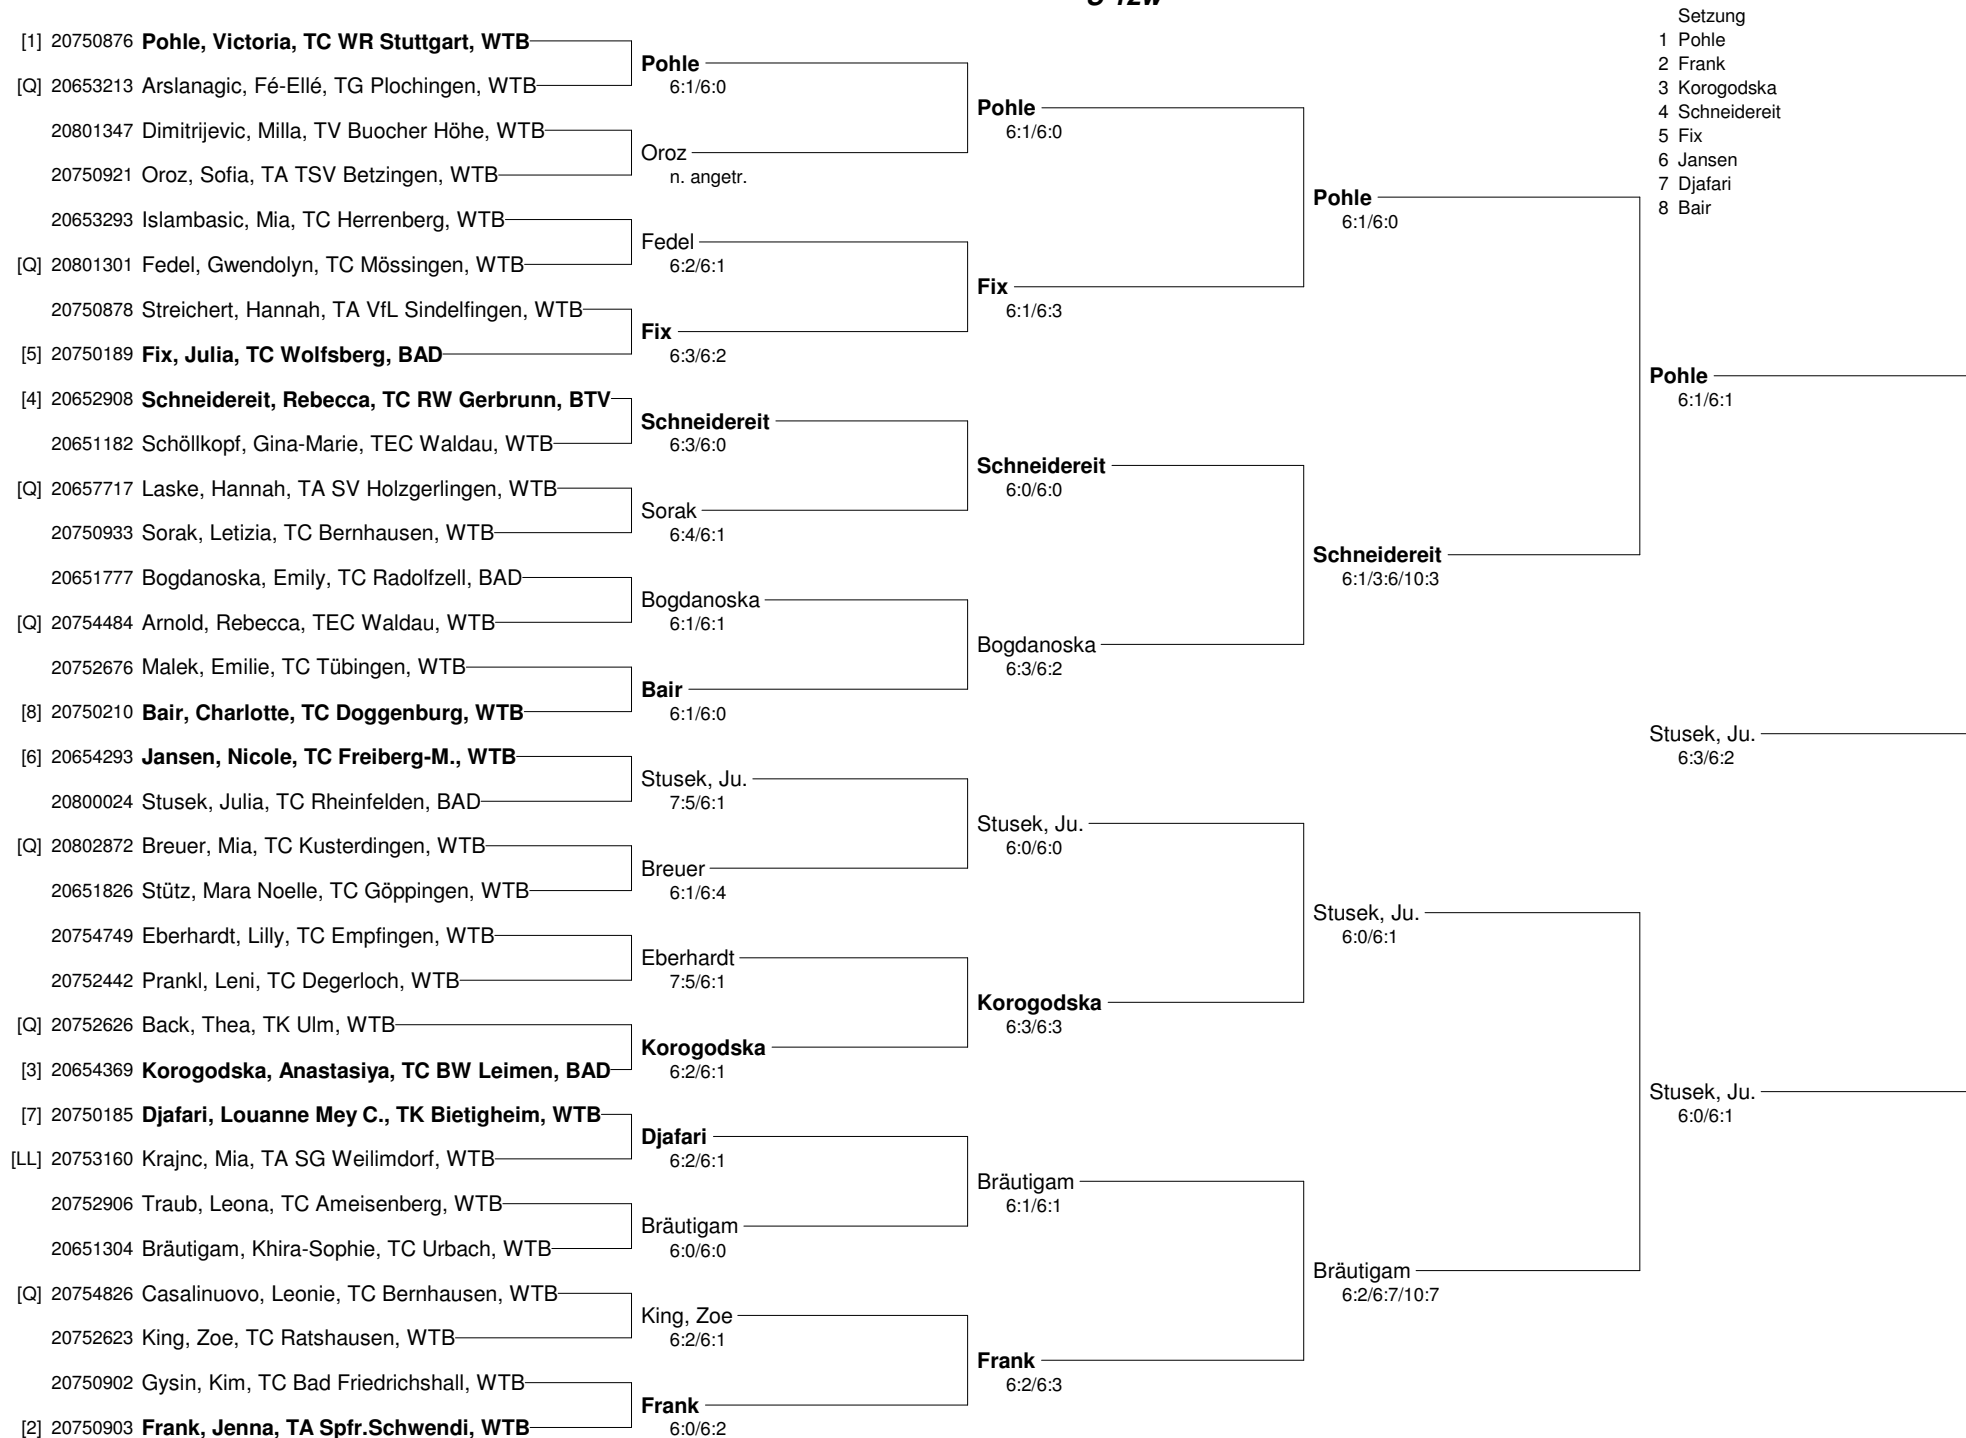 U 12w
Setzung
1 Pohle
2 Frank
3 Korogodska
4 Schneidereit
5 Fix
6 Jansen
7 Djafari
8 Bair
[1] 20750876 Pohle, Victoria, TC WR Stuttgart, WTB
[Q] 20653213 Arslanagic, Fé-Ellé, TG Plochingen, WTB
20801347 Dimitrijevic, Milla, TV Buocher Höhe, WTB
20750921 Oroz, Sofia, TA TSV Betzingen, WTB
20653293 Islambasic, Mia, TC Herrenberg, WTB
[Q] 20801301 Fedel, Gwendolyn, TC Mössingen, WTB
20750878 Streichert, Hannah, TA VfL Sindelfingen, WTB
[5] 20750189 Fix, Julia, TC Wolfsberg, BAD
[4] 20652908 Schneidereit, Rebecca, TC RW Gerbrunn, BTV
20651182 Schöllkopf, Gina-Marie, TEC Waldau, WTB
[Q] 20657717 Laske, Hannah, TA SV Holzgerlingen, WTB
20750933 Sorak, Letizia, TC Bernhausen, WTB
20651777 Bogdanoska, Emily, TC Radolfzell, BAD
[Q] 20754484 Arnold, Rebecca, TEC Waldau, WTB
20752676 Malek, Emilie, TC Tübingen, WTB
[8] 20750210 Bair, Charlotte, TC Doggenburg, WTB
[6] 20654293 Jansen, Nicole, TC Freiberg-M., WTB
20800024 Stusek, Julia, TC Rheinfelden, BAD
[Q] 20802872 Breuer, Mia, TC Kusterdingen, WTB
20651826 Stütz, Mara Noelle, TC Göppingen, WTB
20754749 Eberhardt, Lilly, TC Empfingen, WTB
20752442 Prankl, Leni, TC Degerloch, WTB
[Q] 20752626 Back, Thea, TK Ulm, WTB
[3] 20654369 Korogodska, Anastasiya, TC BW Leimen, BAD
[7] 20750185 Djafari, Louanne Mey C., TK Bietigheim, WTB
[LL] 20753160 Krajnc, Mia, TA SG Weilimdorf, WTB
20752906 Traub, Leona, TC Ameisenberg, WTB
20651304 Bräutigam, Khira-Sophie, TC Urbach, WTB
[Q] 20754826 Casalinuovo, Leonie, TC Bernhausen, WTB
20752623 King, Zoe, TC Ratshausen, WTB
20750902 Gysin, Kim, TC Bad Friedrichshall, WTB
[2] 20750903 Frank, Jenna, TA Spfr.Schwendi, WTB
Pohle
6:1/6:0
Oroz
n. angetr.
Fedel
6:2/6:1
Fix
6:3/6:2
Schneidereit
6:3/6:0
Sorak
6:4/6:1
Bogdanoska
6:1/6:1
Bair
6:1/6:0
Stusek, Ju.
7:5/6:1
Breuer
6:1/6:4
Eberhardt
7:5/6:1
Korogodska
6:2/6:1
Djafari
6:2/6:1
Bräutigam
6:0/6:0
King, Zoe
6:2/6:1
Frank
6:0/6:2
Pohle
6:1/6:0
Fix
6:1/6:3
Schneidereit
6:0/6:0
Bogdanoska
6:3/6:2
Stusek, Ju.
6:0/6:0
Korogodska
6:3/6:3
Bräutigam
6:1/6:1
Frank
6:2/6:3
Pohle
6:1/6:0
Schneidereit
6:1/3:6/10:3
Stusek, Ju.
6:0/6:1
Bräutigam
6:2/6:7/10:7
Pohle
6:1/6:1
Stusek, Ju.
6:3/6:2
Stusek, Ju.
6:0/6:1